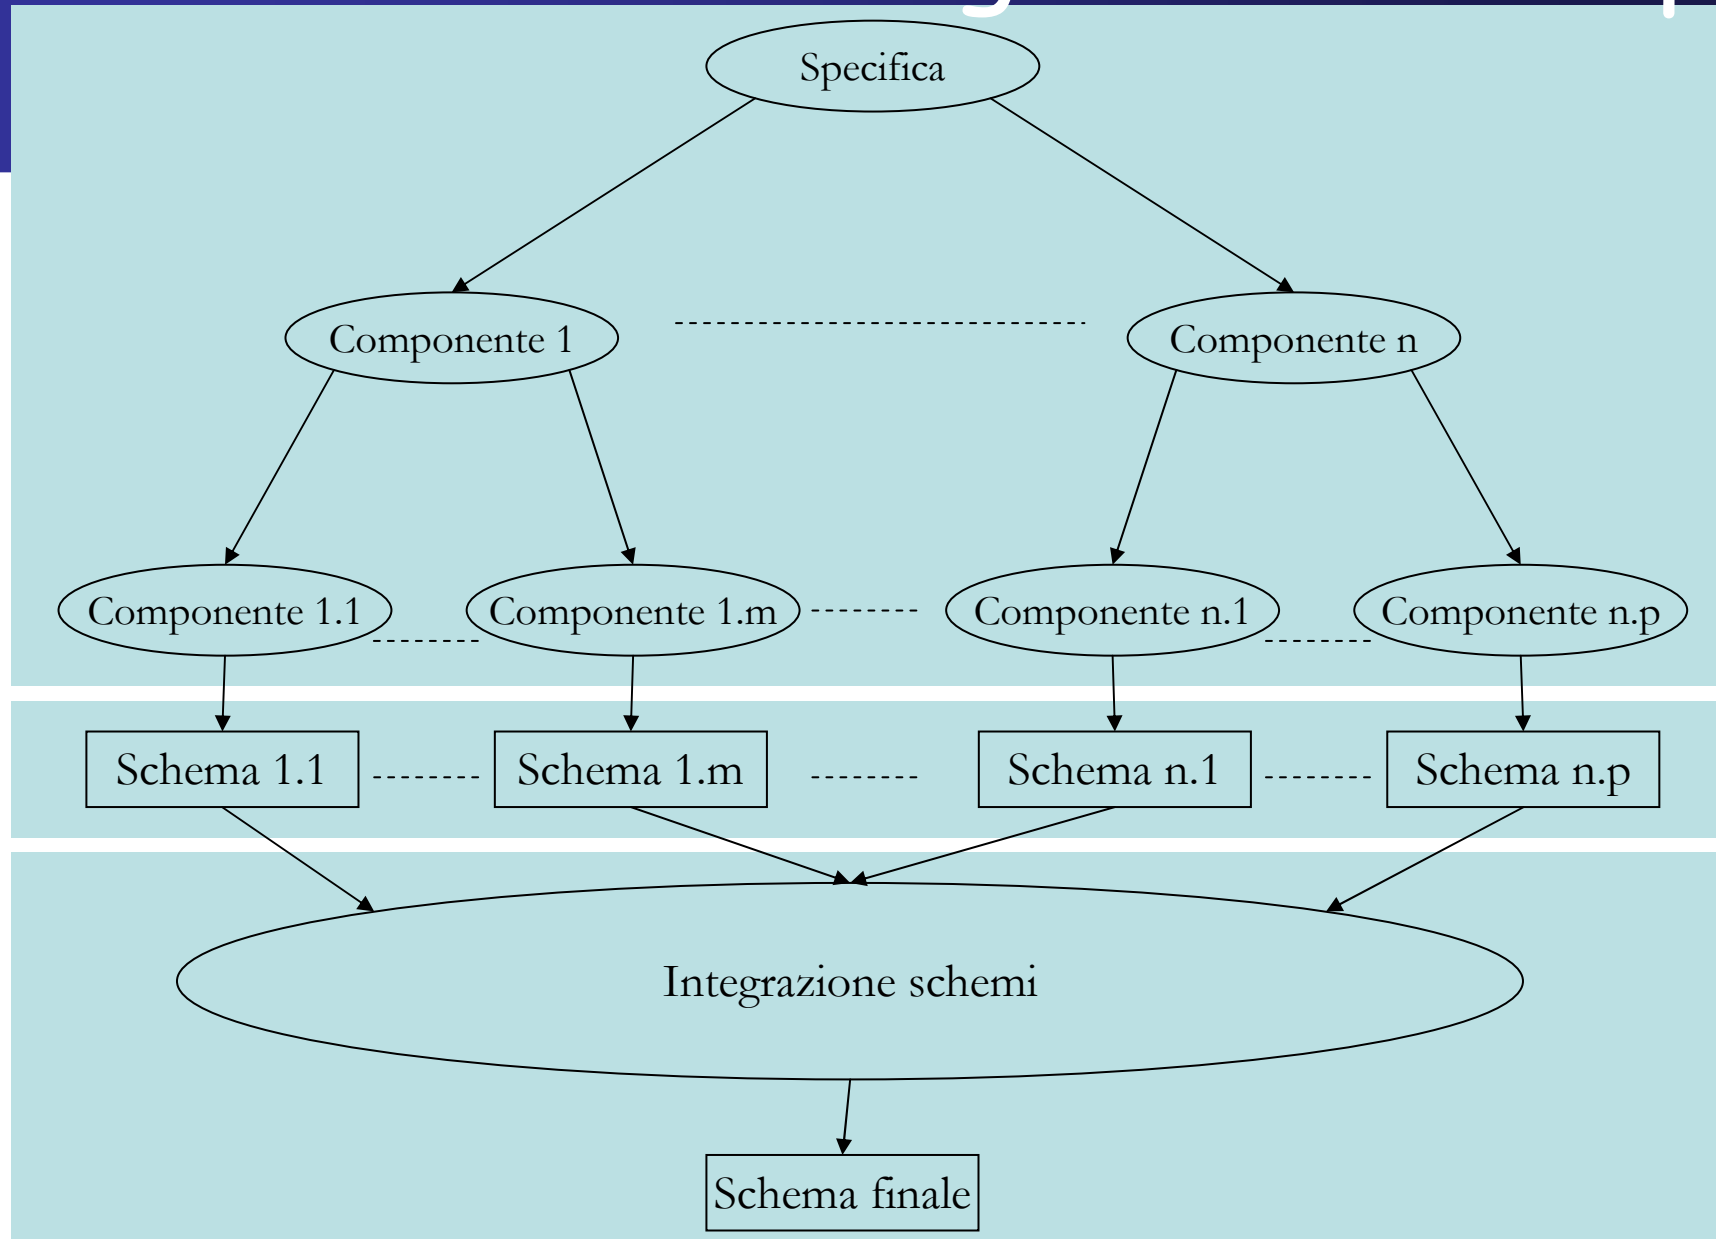 Specifica
Componente 1
Componente n
Componente 1.1
Componente 1.m
Componente n.1
Componente n.p
Schema 1.1
Schema 1.m
Schema n.1
Schema n.p
Integrazione schemi
Schema finale